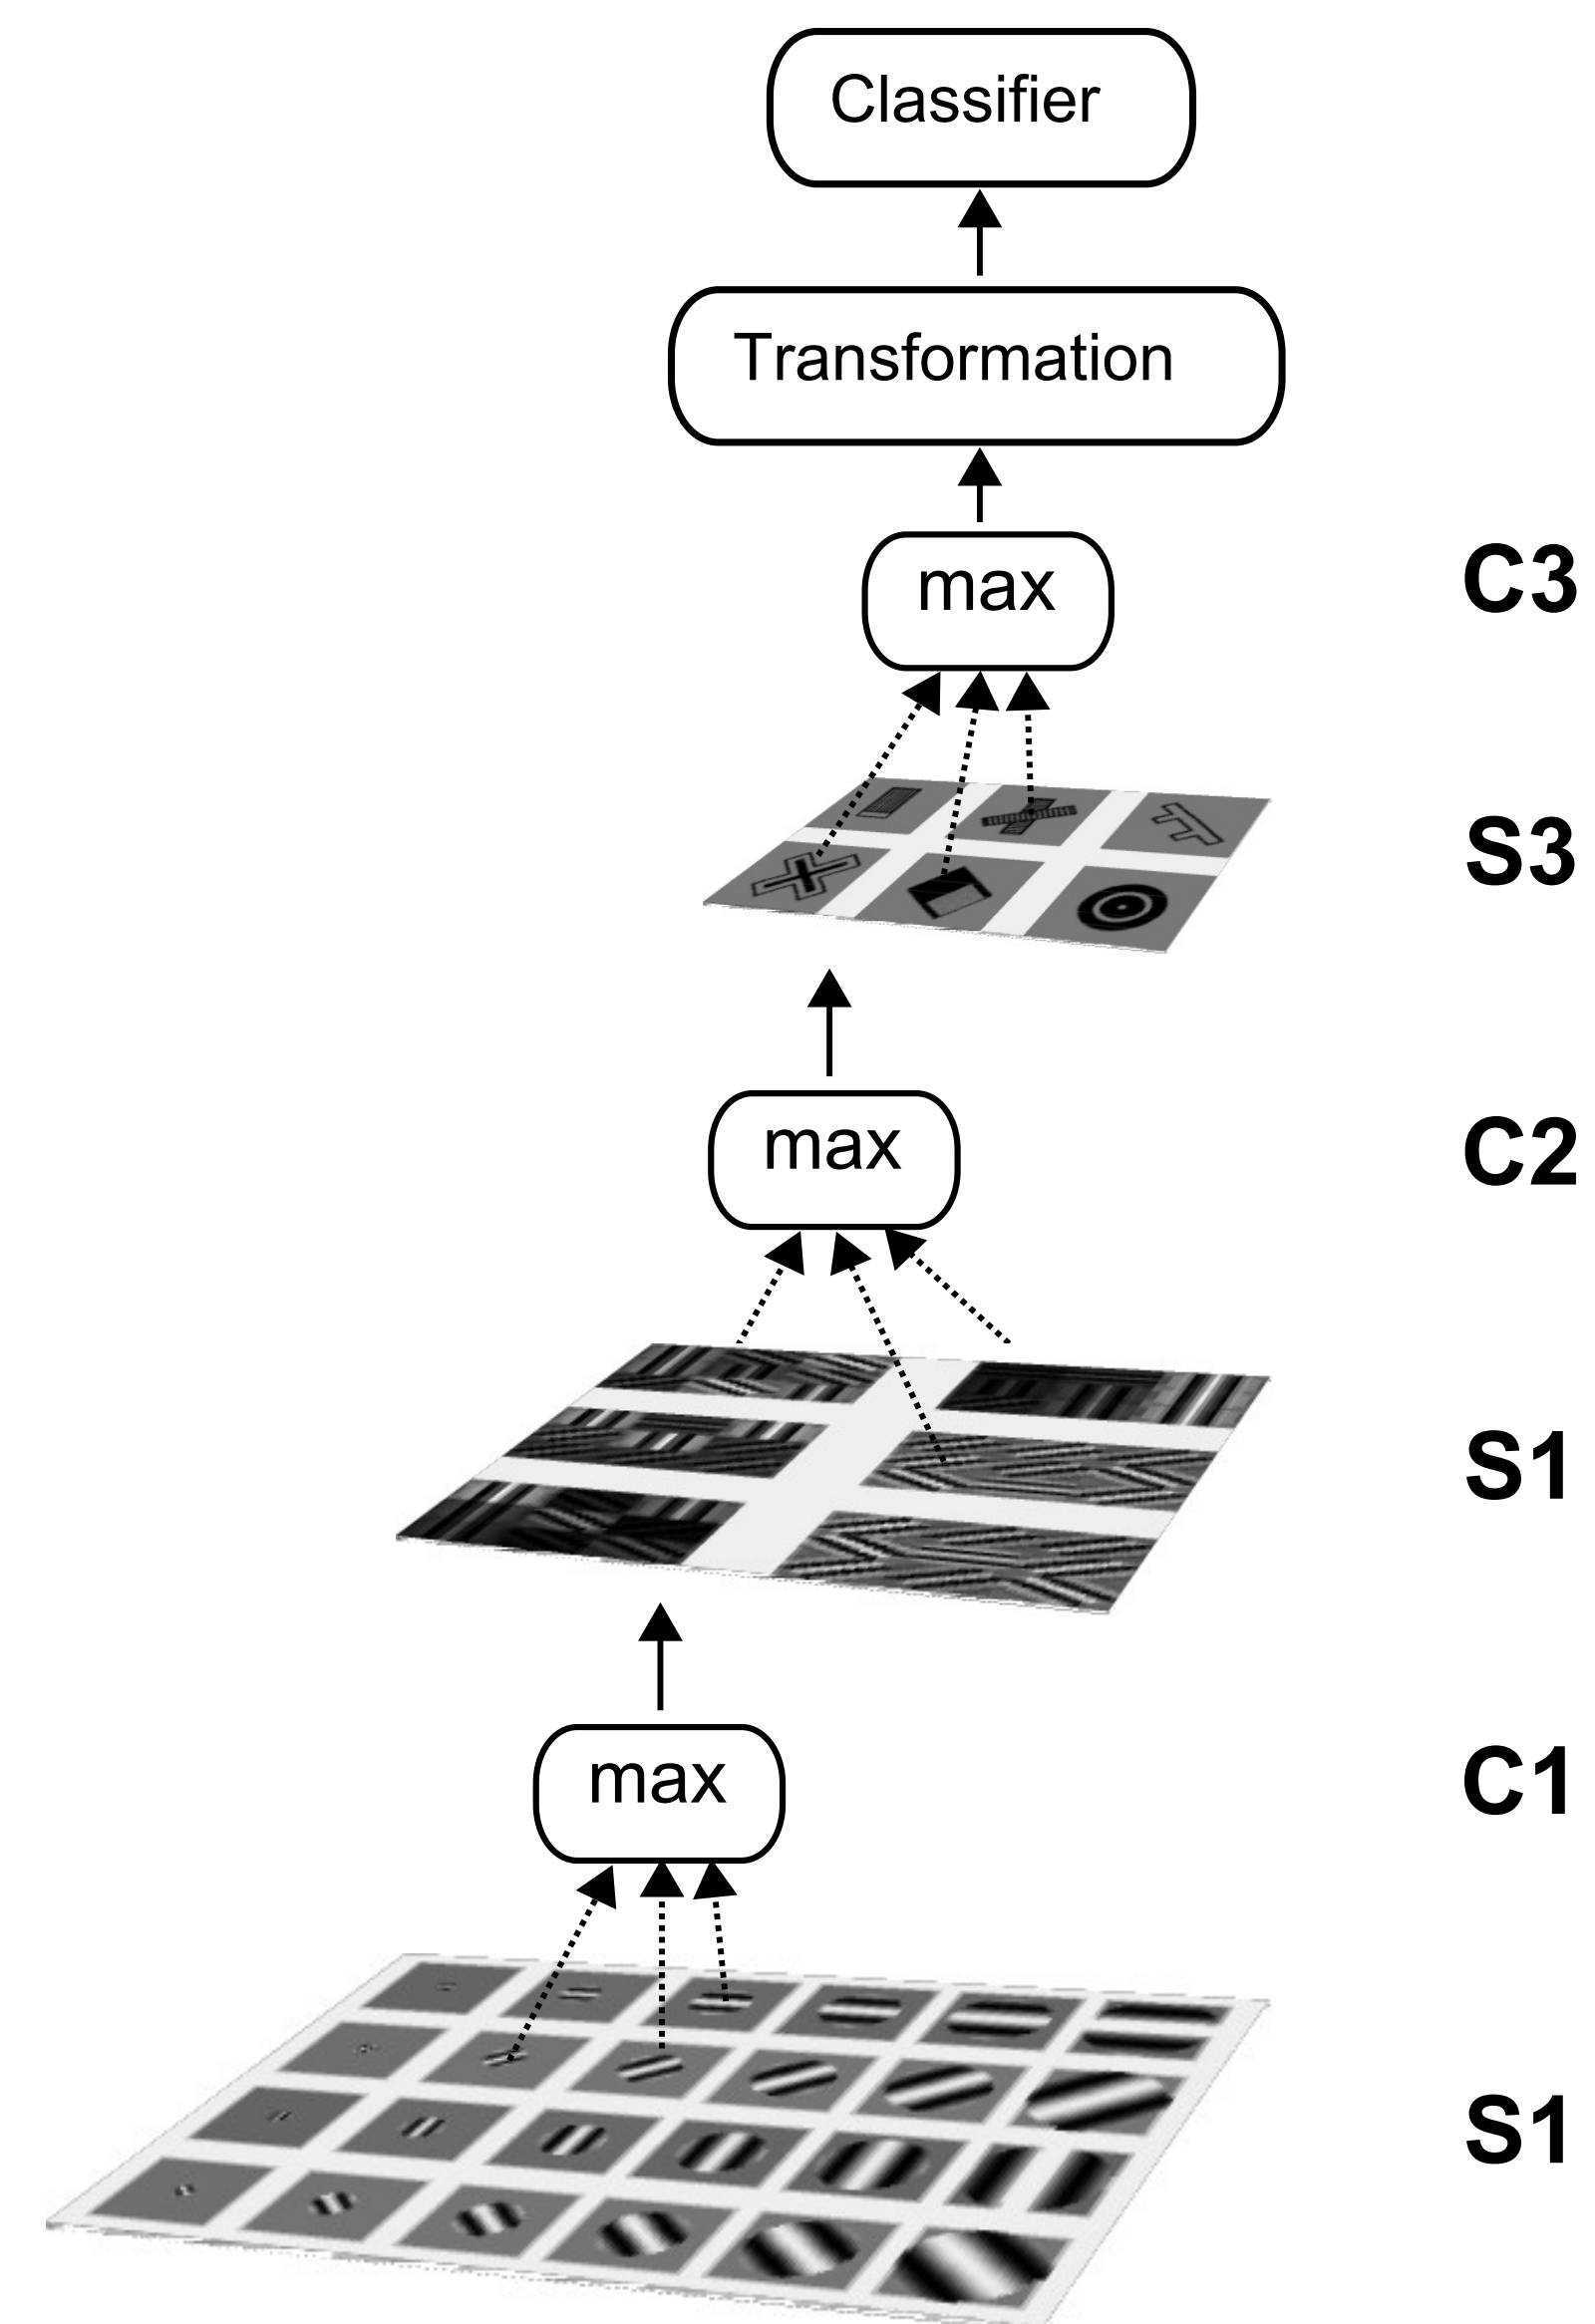 Classifier
Transformation
max C3
S3
max C2
S1
max C1
S1